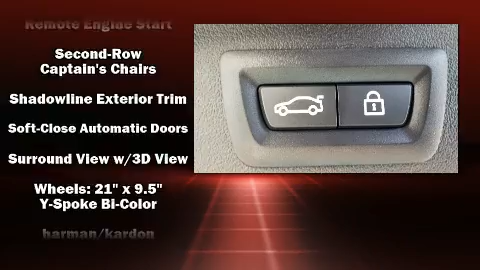 Remote Engine Start
Second-Row
Captain's Chairs
Shadowline Exterior Trim
Soft-Close Automatic Doors
Surround View w/3D View
Wheels: 21" x 9.5"
Y-Spoke Bi-Color
harman/kardon